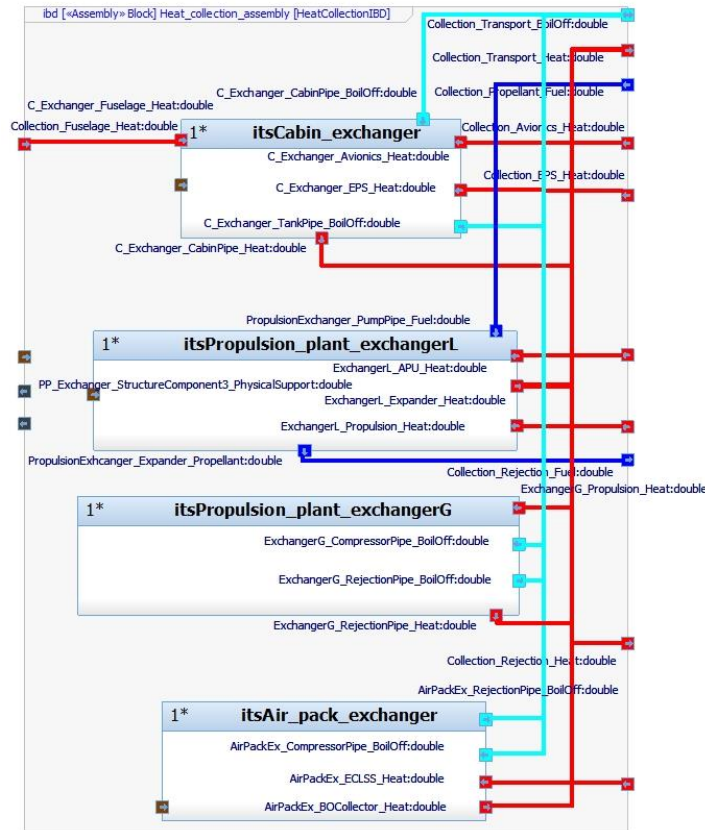 ibd [«Assembly» Block] Heat_collection_assembly [HeatCollectionIBD]
Collection_Transport_BoilOff:double
Collection_Transport_Heat:double
C_Exchanger_CabinPipe_BoilOff:double
Collection_Propellant_Fuel:double
C_Exchanger_Fuselage_Heat:double
Collection_Fuselage_Heat:double
1*
itsCabin_exchanger
Collection_Avionics_Heat:double
C_Exchanger_Avionics_Heat:double
Collection_EPS_Heat:double
C_Exchanger_EPS_Heat:double
C_Exchanger_TankPipe_BoilOff:double
C_Exchanger_CabinPipe_Heat:double
PropulsionExchanger_PumpPipe_Fuel:double
1*
itsPropulsion_plant_exchangerL
ExchangerL_APU_Heat:double
PP_Exchanger_StructureComponent3_PhysicalSupport:double
ExchangerL_Expander_Heat:double
ExchangerL_Propulsion_Heat:double
PropulsionExhcanger_Expander_Propellant:double
Collection_Rejection_Fuel:double
ExchangerG_Propulsion_Heat:double
1*
itsPropulsion_plant_exchangerG
ExchangerG_CompressorPipe_BoilOff:double
ExchangerG_RejectionPipe_BoilOff:double
ExchangerG_RejectionPipe_Heat:double
Collection_Rejection_Heat:double
AirPackEx_RejectionPipe_BoilOff:double
1*
itsAir_pack_exchanger
AirPackEx_CompressorPipe_BoilOff:double
AirPackEx_ECLSS_Heat:double
AirPackEx_BOCollector_Heat:double